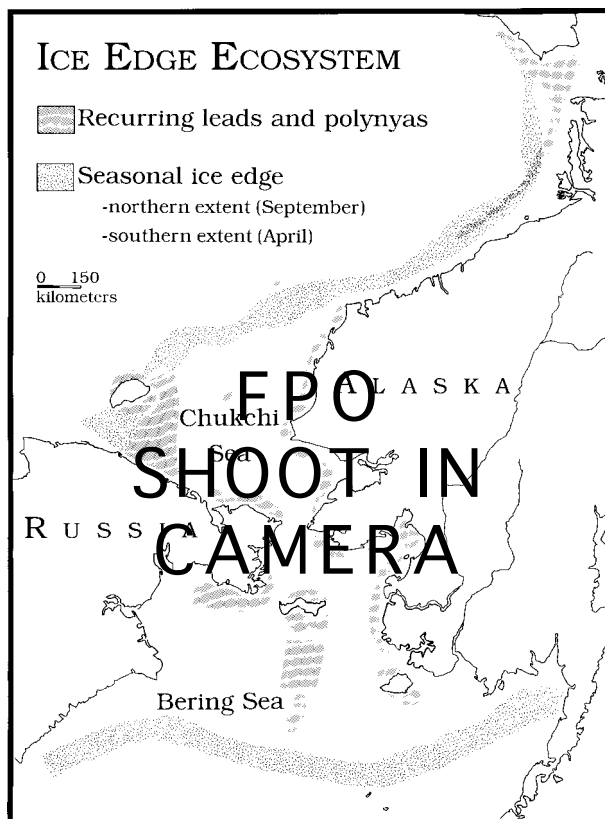 ICE EDGE ECOSYSTEM
Recurring leads and polynyas
Seasonal ice edge
-northern extent (September)
-southern extent (April)
0 150
kilometers
ALASKA
FPO
Chukchi
Sea
SHOOT IN
RUSSIA
CAMERA
Bering Sea